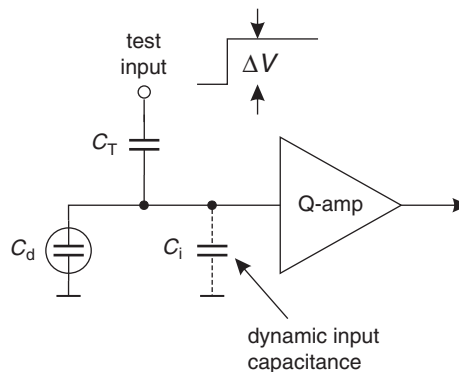 test
input
ΔV
C_T
Q-amp
C_d
C_i
dynamic input
capacitance